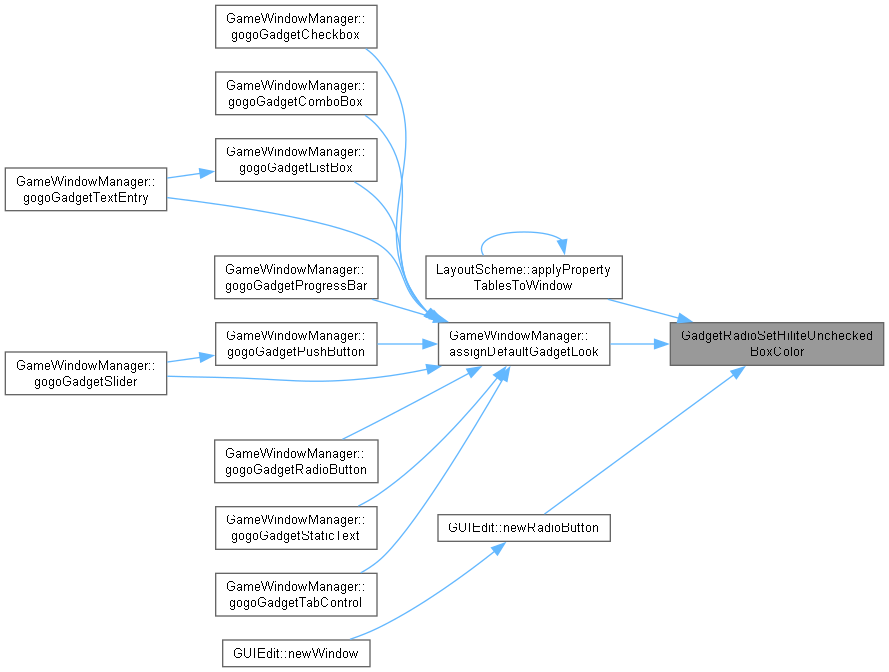 GameWindowManager::
gogoGadgetCheckbox
GameWindowManager::
gogoGadgetComboBox
GameWindowManager::
gogoGadgetListBox
GameWindowManager::
gogoGadgetTextEntry
GameWindowManager::
gogoGadgetProgressBar
LayoutScheme::applyProperty
TablesToWindow
GameWindowManager::
gogoGadgetPushButton
GameWindowManager::
assignDefaultGadgetLook
GadgetRadioSetHiliteUnchecked
BoxColor
GameWindowManager::
gogoGadgetSlider
GameWindowManager::
gogoGadgetRadioButton
GameWindowManager::
gogoGadgetStaticText
GUIEdit::newRadioButton
GameWindowManager::
gogoGadgetTabControl
GUIEdit::newWindow